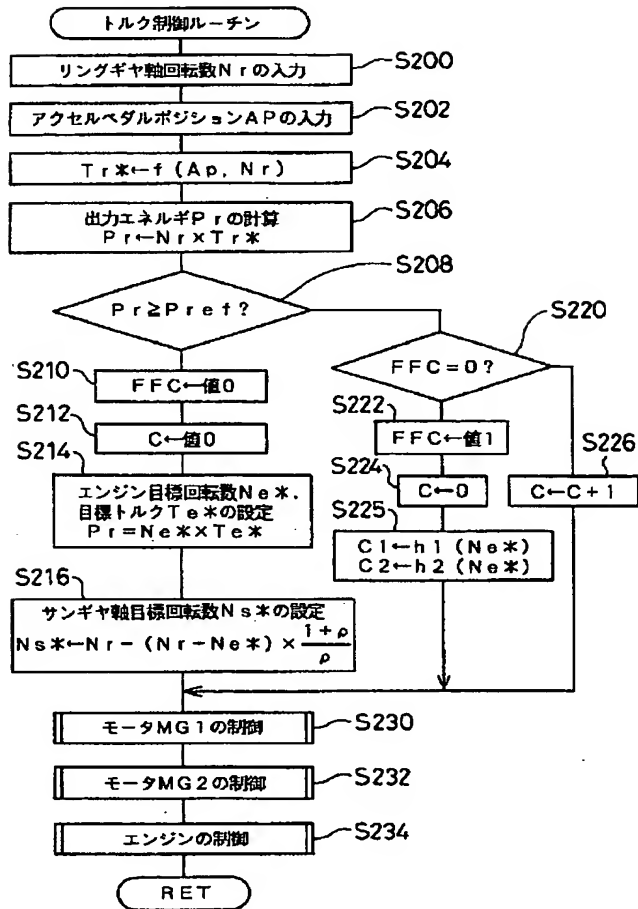 トルク制御ルーチン
リングギヤ軸回転数Nrの入力
S200
アクセルペダルポジションAPの入力
S202
Tr*←f(Ap, Nr)
S204
出力エネルギPrの計算
Pr←Nr×Tr*
S206
Pr≧Pref?
S208
FFC=0?
S220
S210
FFC←値0
S212
C←値0
S214
エンジン目標回転数Ne*,
目標トルクTe*の設定
Pr=Ne*×Te*
S216
サンギヤ軸目標回転数Ns*の設定
Ns*←Nr-(Nr-Ne*)×1+ρ/ρ
S222
FFC←値1
S224
C←0
S225
C1←h1(Ne*)
C2←h2(Ne*)
S226
C←C+1
モータMG1の制御
S230
モータMG2の制御
S232
エンジンの制御
S234
RET